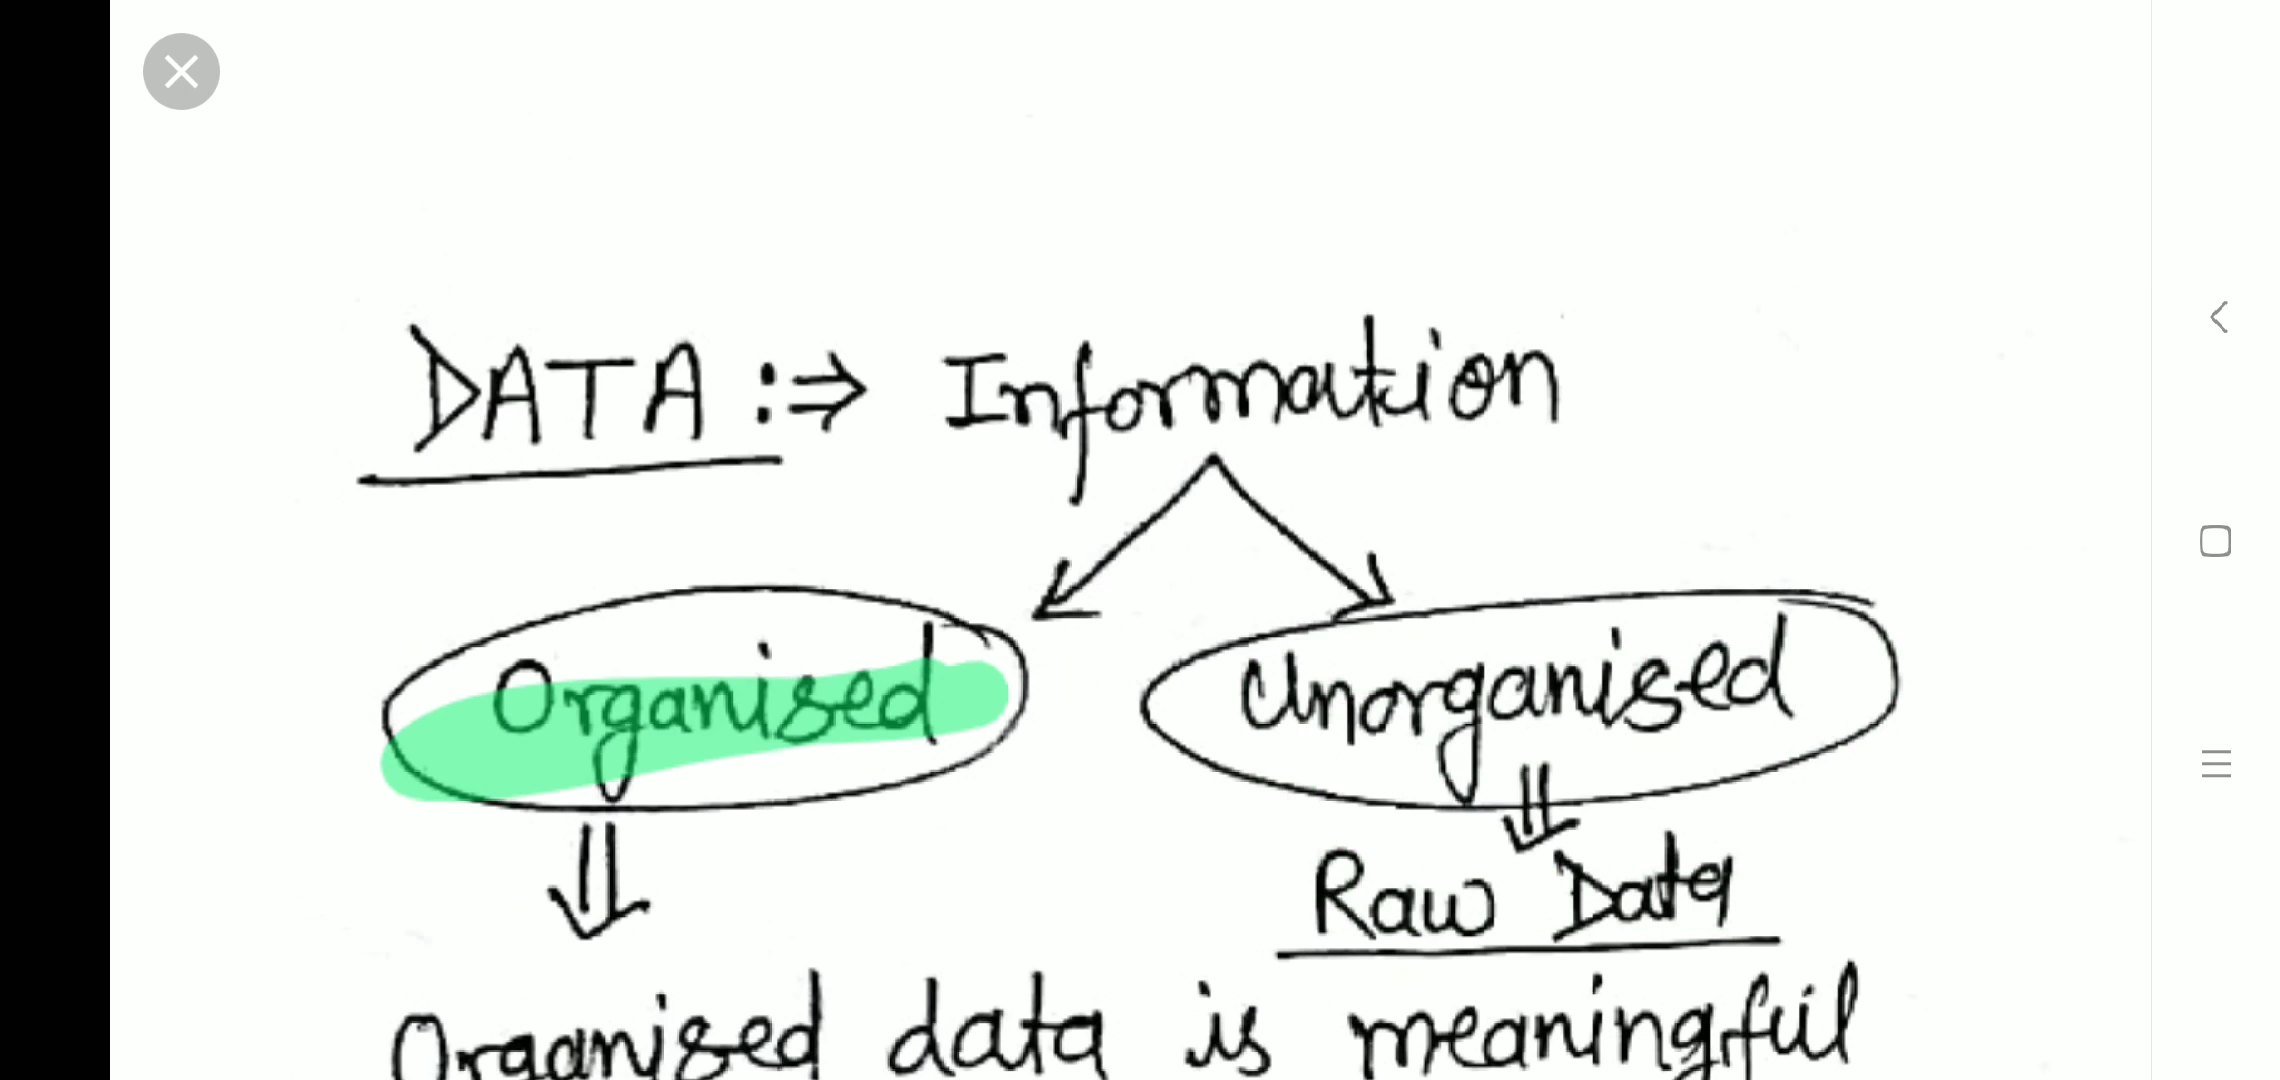 DATA :⇒ Information
Organised Unorganised
Raw Data
Organised data is meaningful